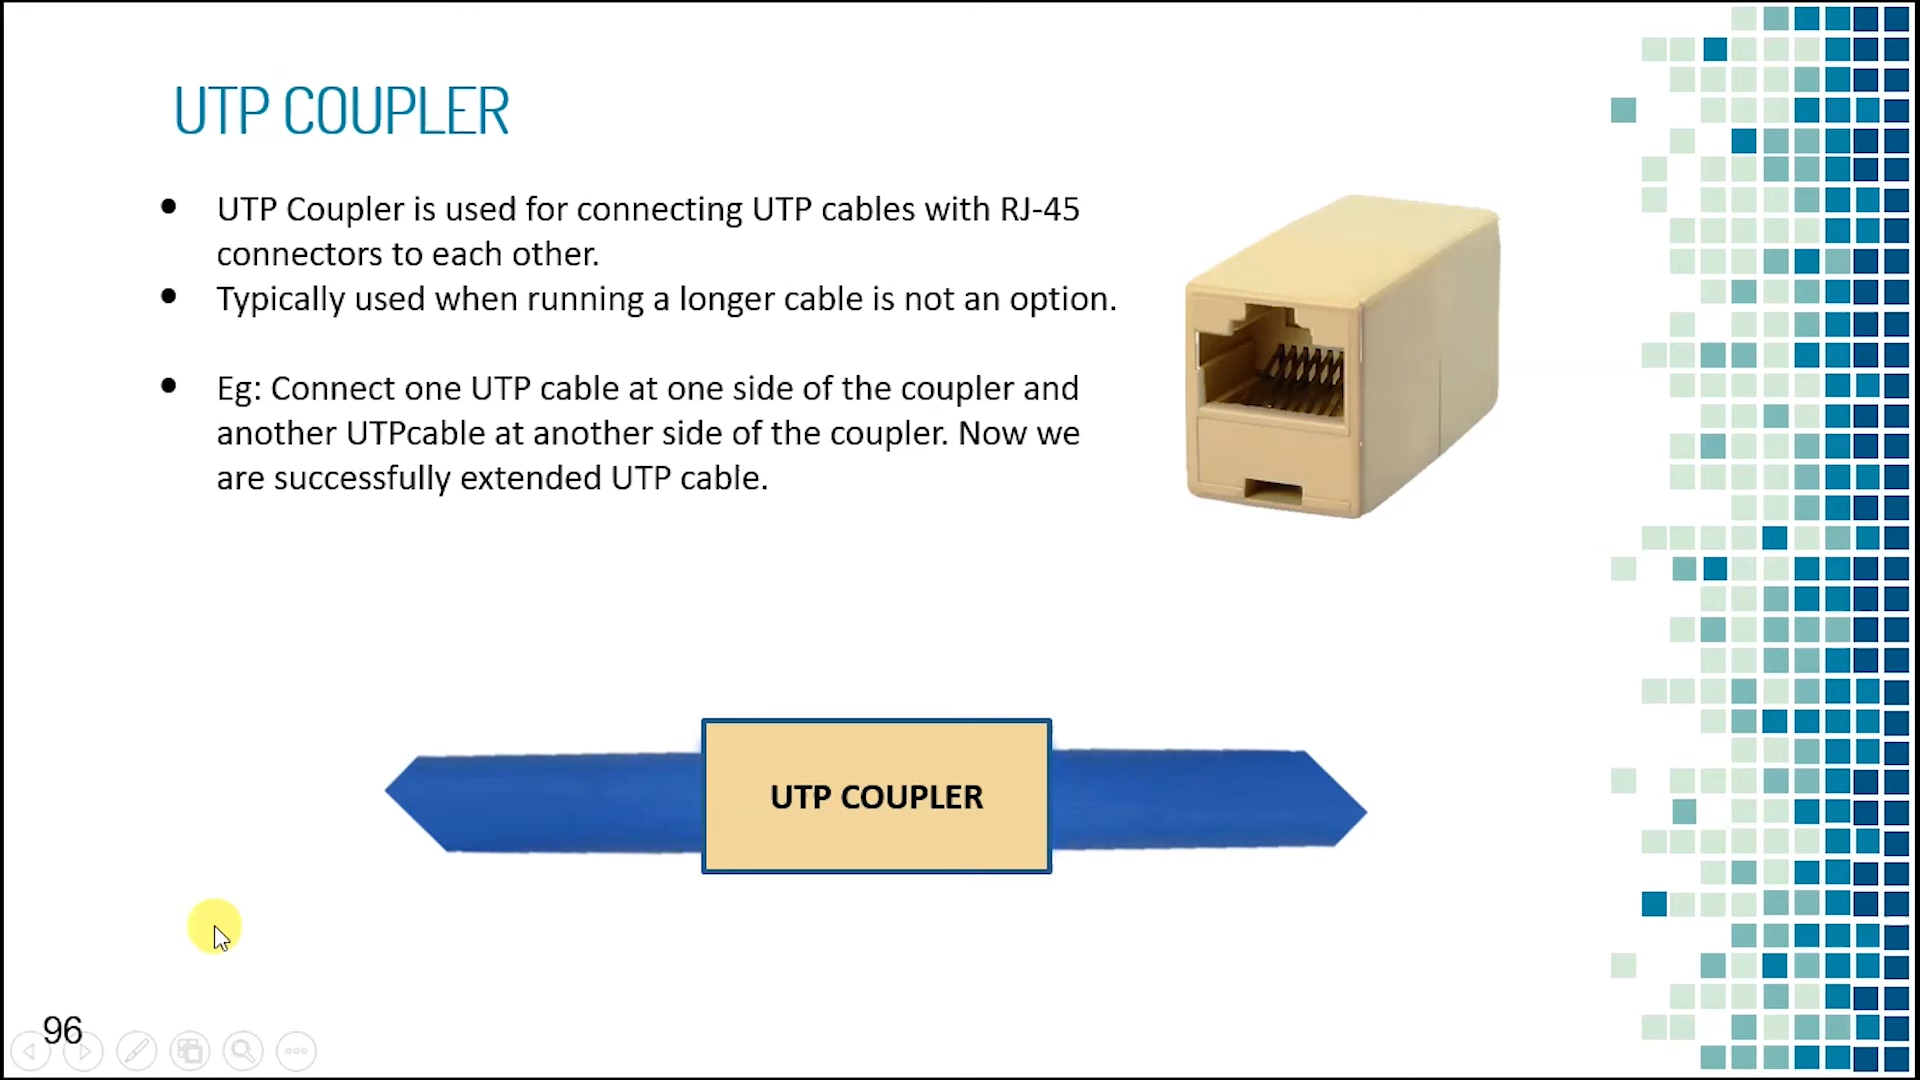 UTP COUPLER
• UTP Coupler is used for connecting UTP cables with RJ-45
connectors to each other.
• Typically used when running a longer cable is not an option.
• Eg: Connect one UTP cable at one side of the coupler and
another UTPcable at another side of the coupler. Now we
are successfully extended UTP cable.
UTP COUPLER
96